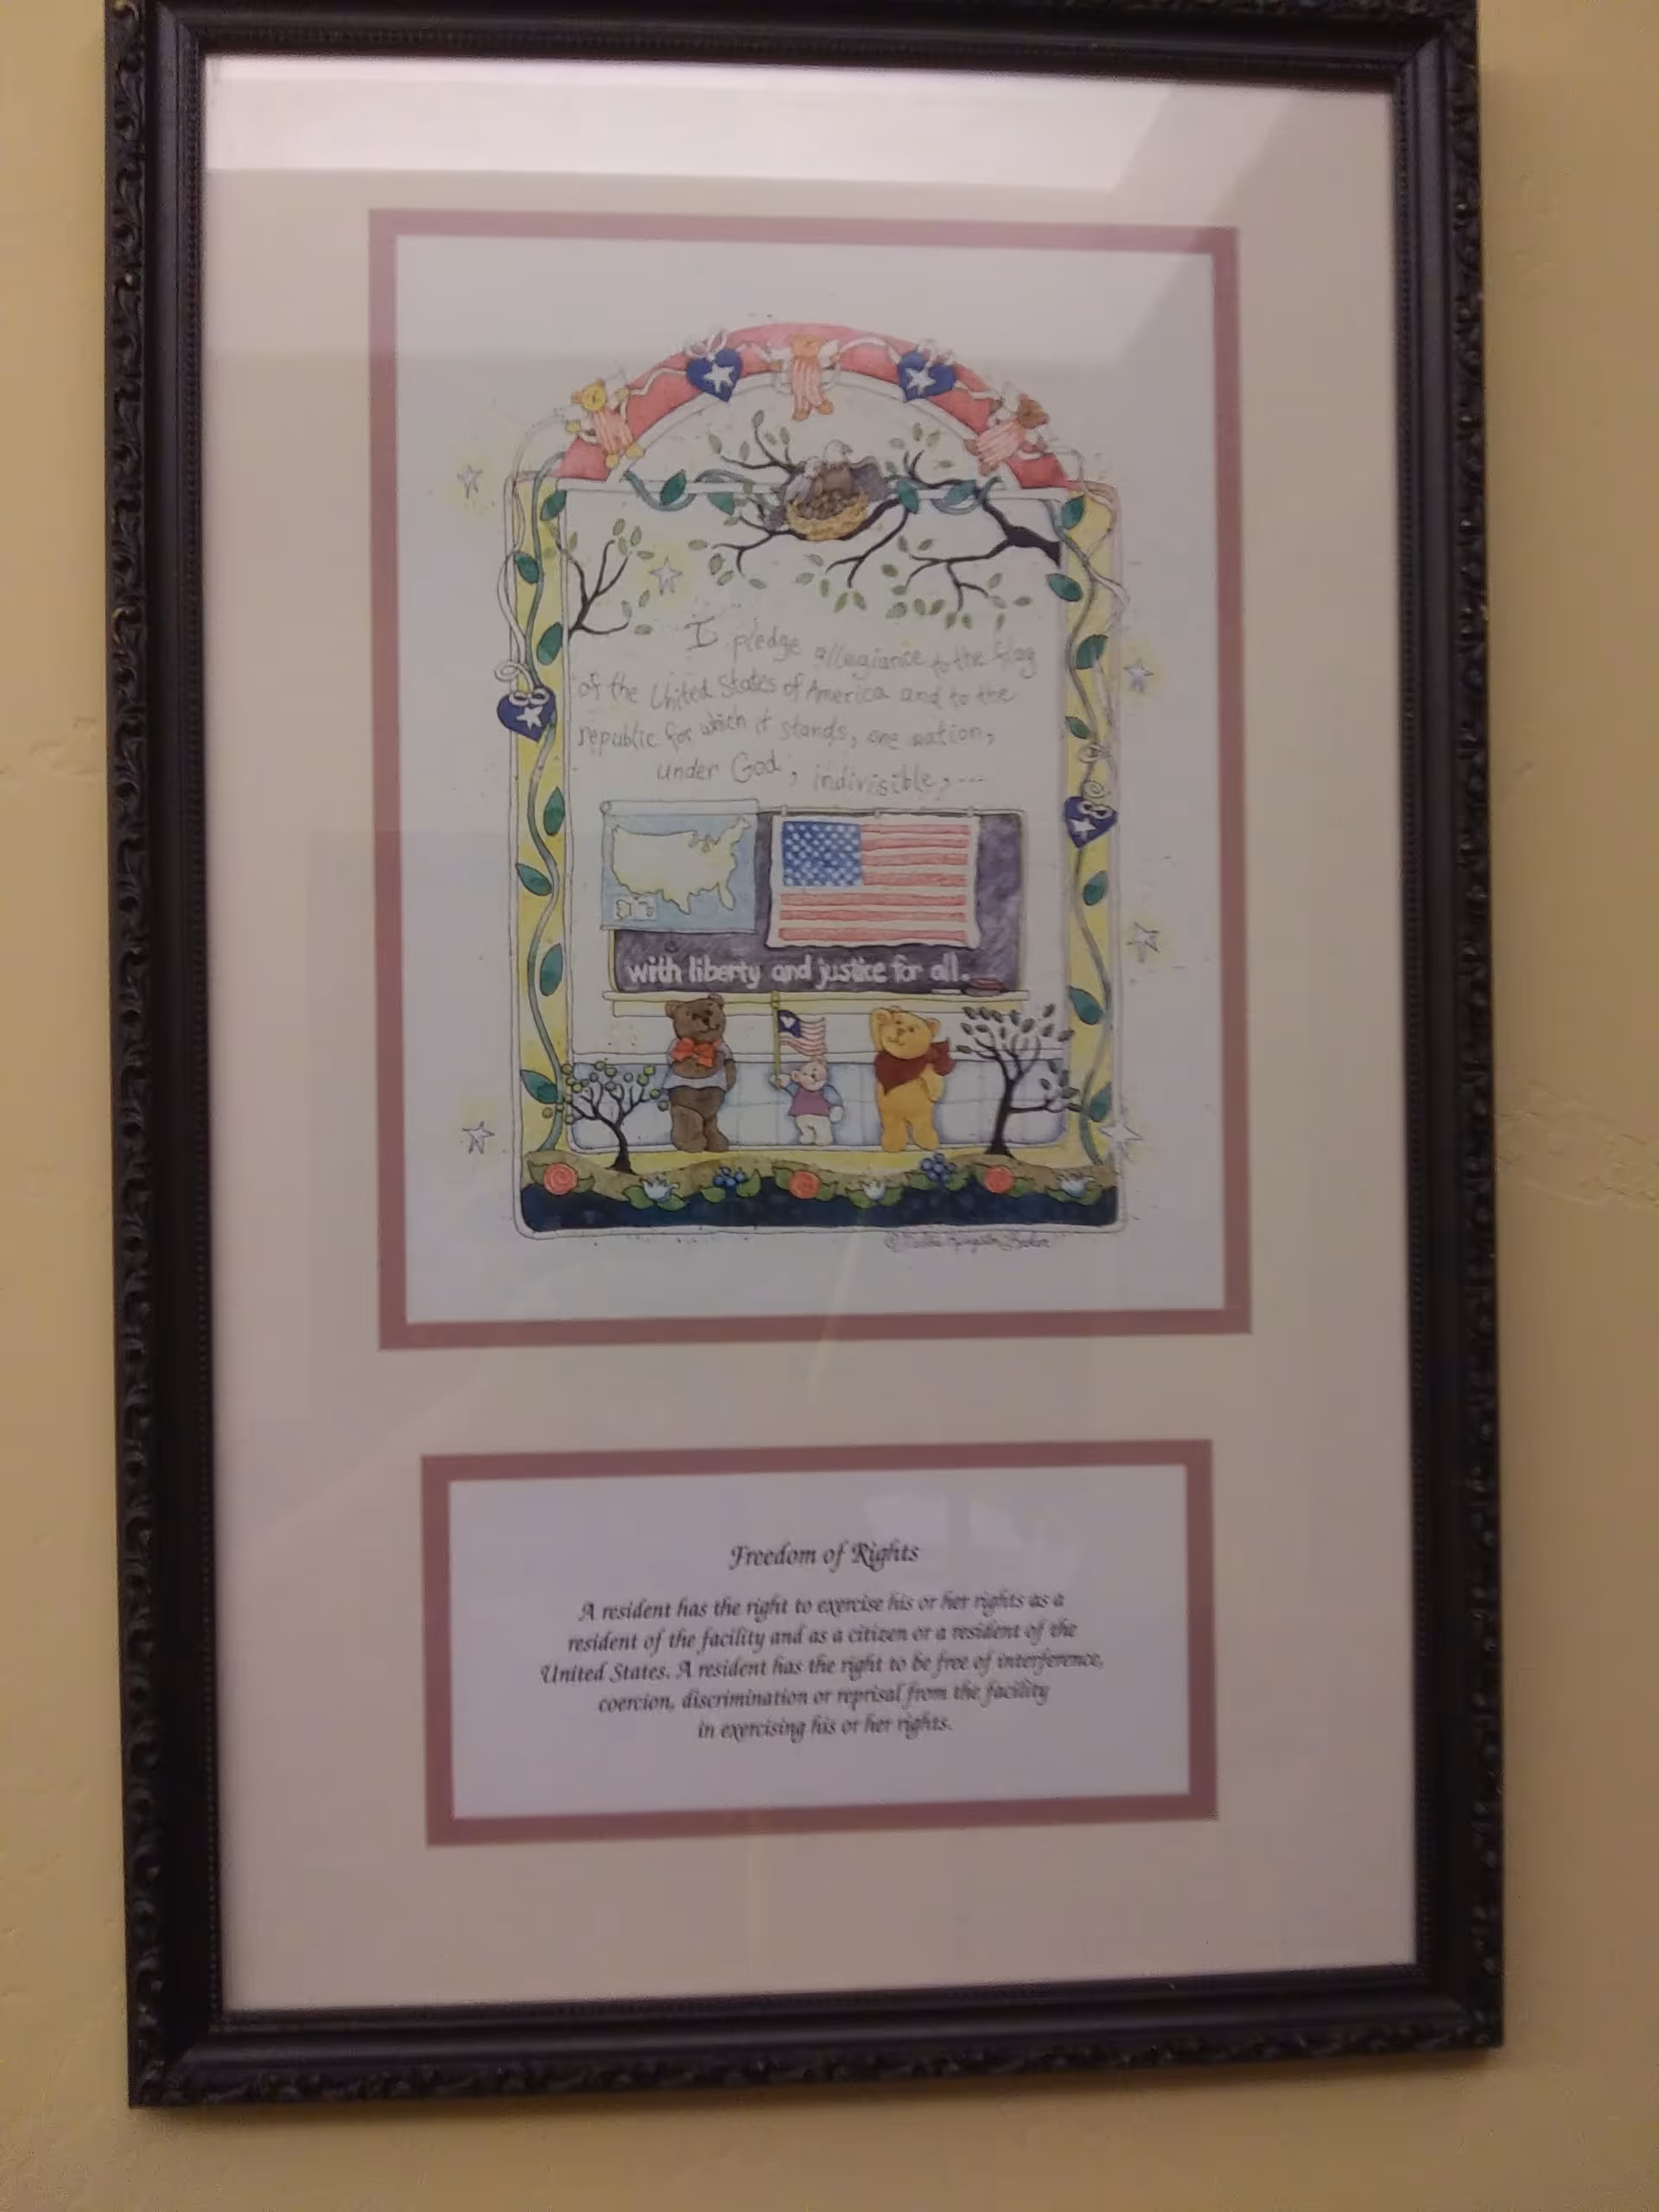 I pledge allegiance to the flag
of the United States of America and to the
republic for which it stands, one nation,
under God, indivisible, ---
with liberty and justice for all.
Freedom of Rights
A resident has the right to exercise his or her rights as a
resident of the facility and as a citizen or a resident of the
United States. A resident has the right to be free of interference,
coercion, discrimination or reprisal from the facility
in exercising his or her rights.